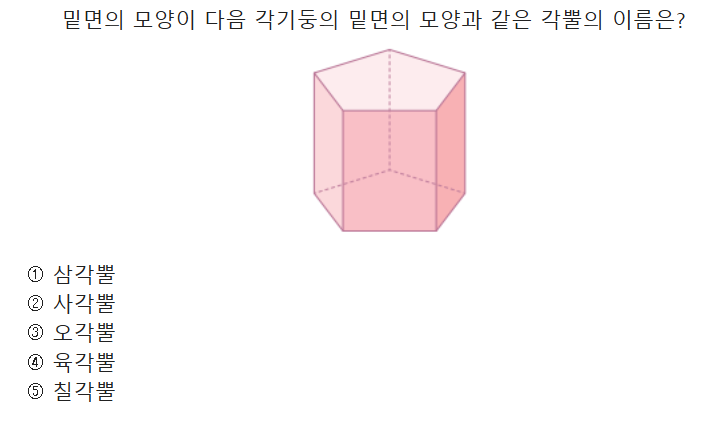 밑면의 모양이 다음 각기둥의 밑면의 모양과 같은 각뿔의 이름은?
① 삼각뿔
② 사각뿔
③ 오각뿔
④ 육각뿔
⑤ 칠각뿔